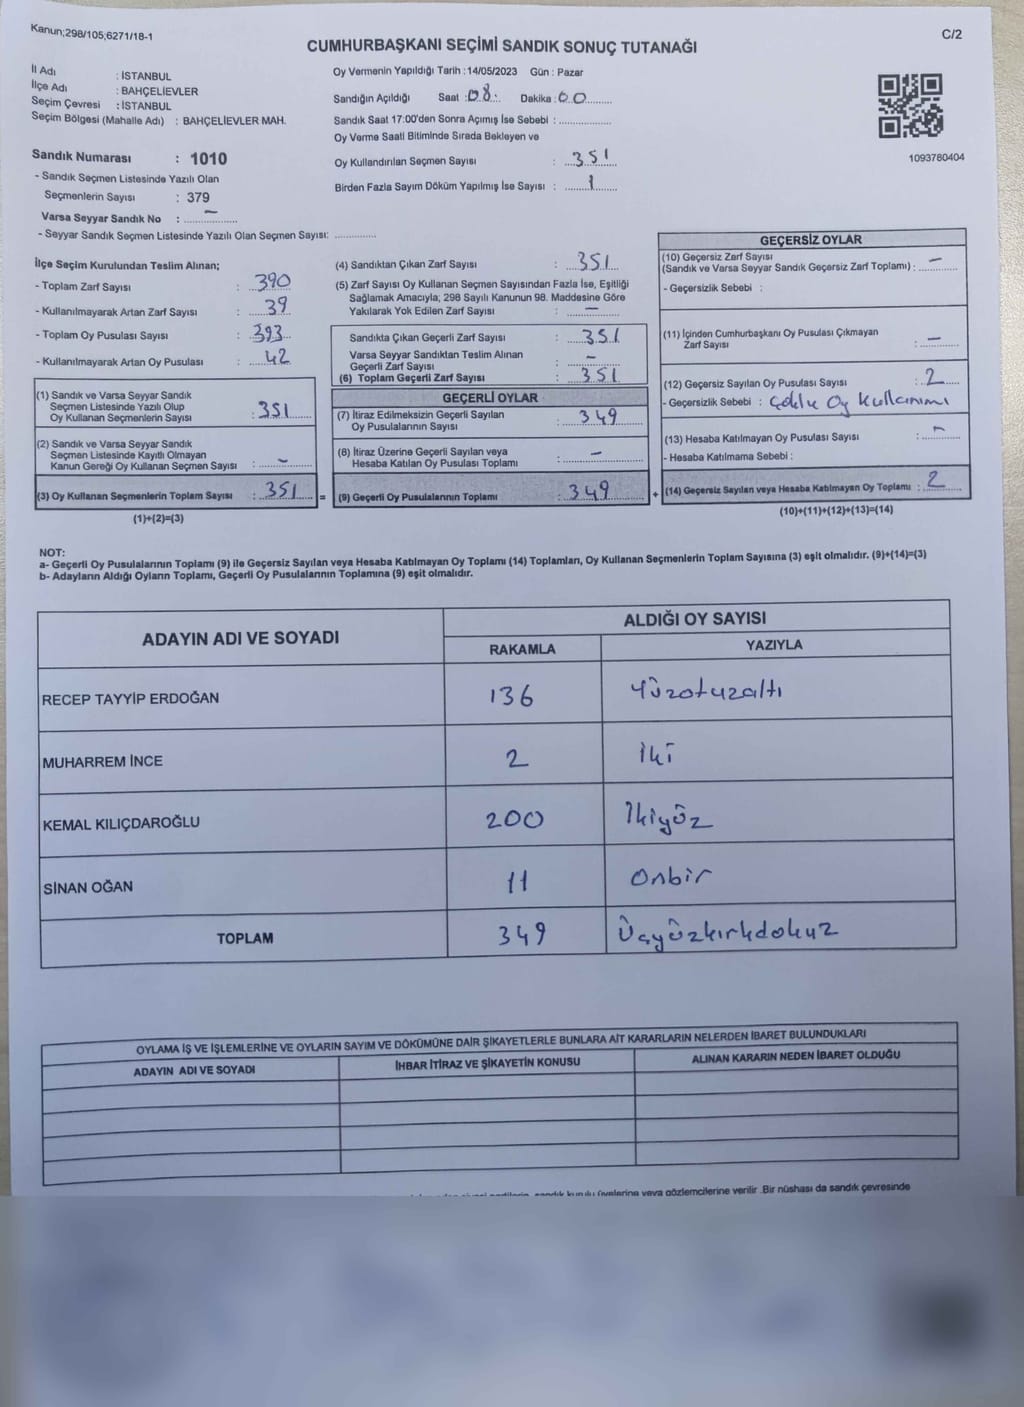 Kanun;298/105;6271/18-1
C/2
CUMHURBAŞKANI SEÇİMİ SANDIK SONUÇ TUTANAĞI
İl Adı : İSTANBUL
İlçe Adı : BAHÇELİEVLER
Seçim Çevresi : İSTANBUL
Seçim Bölgesi (Mahalle Adı) : BAHÇELİEVLER MAH.
Sandık Numarası : 1010
- Sandık Seçmen Listesinde Yazılı Olan
Seçmenlerin Sayısı : 379
Varsa Seyyar Sandık No : –
- Seyyar Sandık Seçmen Listesinde Yazılı Olan Seçmen Sayısı: ..............
Oy Vermenin Yapıldığı Tarih : 14/05/2023 Gün : Pazar
Sandığın Açıldığı Saat : 08. Dakika : 00
Sandık Saat 17:00'den Sonra Açımış İse Sebebi : ..............
Oy Verme Saati Bitiminde Sırada Bekleyen ve
Oy Kullandırılan Seçmen Sayısı : 351
Birden Fazla Sayım Döküm Yapılmış İse Sayısı : 1
1093780404
İlçe Seçim Kurulundan Teslim Alınan;
- Toplam Zarf Sayısı : 390
- Kullanılmayarak Artan Zarf Sayısı : 39
- Toplam Oy Pusulası Sayısı : 393
- Kullanılmayarak Artan Oy Pusulası : 42
(1) Sandık ve Varsa Seyyar Sandık
Seçmen Listesinde Yazılı Olup
Oy Kullanan Seçmenlerin Sayısı : 351
(2) Sandık ve Varsa Seyyar Sandık
Seçmen Listesinde Kayıtlı Olmayan
Kanun Gereği Oy Kullanan Seçmen Sayısı : –
(3) Oy Kullanan Seçmenlerin Toplam Sayısı : 351 =
(1)+(2)=(3)
(4) Sandıktan Çıkan Zarf Sayısı : 351
(5) Zarf Sayısı Oy Kullanan Seçmen Sayısından Fazla İse, Eşitliği
Sağlamak Amacıyla; 298 Sayılı Kanunun 98. Maddesine Göre
Yakılarak Yok Edilen Zarf Sayısı : –
Sandıkta Çıkan Geçerli Zarf Sayısı : 351
Varsa Seyyar Sandıktan Teslim Alınan
Geçerli Zarf Sayısı : –
(6) Toplam Geçerli Zarf Sayısı : 351
GEÇERLİ OYLAR
(7) İtiraz Edilmeksizin Geçerli Sayılan
Oy Pusulalarının Sayısı : 349
(8) İtiraz Üzerine Geçerli Sayılan veya
Hesaba Katılan Oy Pusulası Toplamı : –
(9) Geçerli Oy Pusulalarının Toplamı : 349 +
GEÇERSİZ OYLAR
(10) Geçersiz Zarf Sayısı
(Sandık ve Varsa Seyyar Sandık Geçersiz Zarf Toplamı) : –
- Geçersizlik Sebebi :
(11) İçinden Cumhurbaşkanı Oy Pusulası Çıkmayan
Zarf Sayısı : –
(12) Geçersiz Sayılan Oy Pusulası Sayısı : 2
- Geçersizlik Sebebi : Çoklu Oy Kullanımı
(13) Hesaba Katılmayan Oy Pusulası Sayısı : –
- Hesaba Katılmama Sebebi :
(14) Geçersiz Sayılan veya Hesaba Katılmayan Oy Toplamı : 2
(10)+(11)+(12)+(13)=(14)
NOT:
a- Geçerli Oy Pusulalarının Toplamı (9) ile Geçersiz Sayılan veya Hesaba Katılmayan Oy Toplamı (14) Toplamları, Oy Kullanan Seçmenlerin Toplam Sayısına (3) eşit olmalıdır. (9)+(14)=(3)
b- Adayların Aldığı Oyların Toplamı, Geçerli Oy Pusulalarının Toplamına (9) eşit olmalıdır.
ADAYIN ADI VE SOYADI
ALDIĞI OY SAYISI
RAKAMLA YAZIYLA
RECEP TAYYİP ERDOĞAN 136 Yüzotuzaltı
MUHARREM İNCE 2 İki
KEMAL KILIÇDAROĞLU 200 İkiyüz
SİNAN OĞAN 11 Onbir
TOPLAM 349 Üçyüzkırkdokuz
OYLAMA İŞ VE İŞLEMLERİNE VE OYLARIN SAYIM VE DÖKÜMÜNE DAİR ŞİKAYETLERLE BUNLARA AİT KARARLARIN NELERDEN İBARET BULUNDUKLARI
ADAYIN ADI VE SOYADI İHBAR İTİRAZ VE ŞİKAYETİN KONUSU ALINAN KARARIN NEDEN İBARET OLDUĞU
sandık kurulu üyelerine veya gözlemcilerine verilir .Bir nüshası da sandık çevresinde